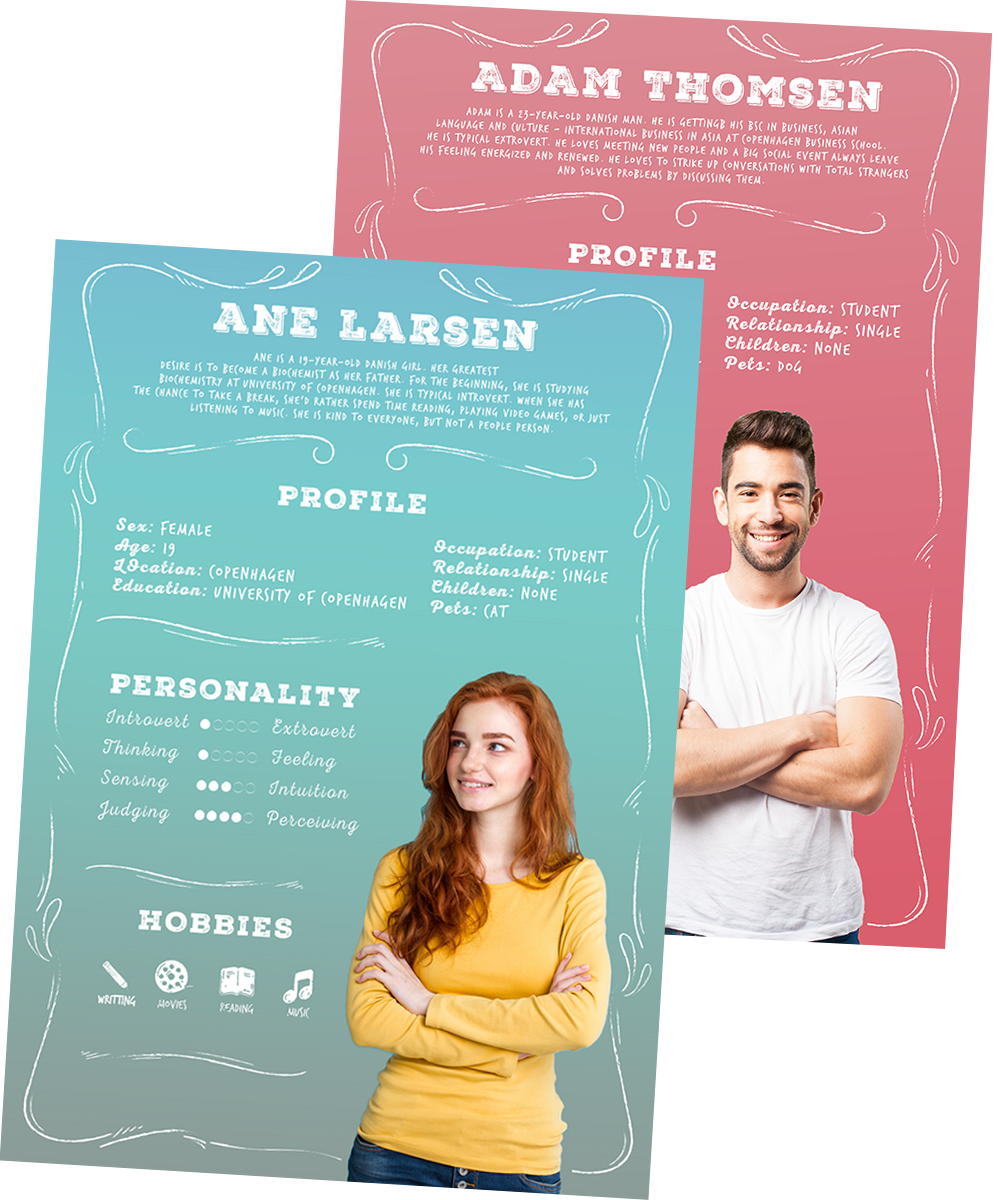 ADAM THOMSEN
ADAM IS A 23-YEAR-OLD DANISH MAN. HE IS GETTINGB HIS BSC IN BUSINESS, ASIAN
LANGUAGE AND CULTURE - INTERNATIONAL BUSINESS IN ASIA AT COPENHAGEN BUSINESS SCHOOL.
HE IS TYPICAL EXTROVERT. HE LOVES MEETING NEW PEOPLE AND A BIG SOCIAL EVENT ALWAYS LEAVE
HIS FEELING ENERGIZED AND RENEWED. HE LOVES TO STRIKE UP CONVERSATIONS WITH TOTAL STRANGERS
AND SOLVES PROBLEMS BY DISCUSSING THEM.
PROFILE
Occupation: STUDENT
Relationship: SINGLE
Children: NONE
Pets: DOG
ANE LARSEN
ANE IS A 19-YEAR-OLD DANISH GIRL. HER GREATEST
DESIRE IS TO BECOME A BIOCHEMIST AS HER FATHER. FOR THE BEGINNING, SHE IS STUDYING
BIOCHEMISTRY AT UNIVERSITY OF COPENHAGEN. SHE IS TYPICAL INTROVERT. WHEN SHE HAS
THE CHANCE TO TAKE A BREAK, SHE'D RATHER SPEND TIME READING, PLAYING VIDEO GAMES, OR JUST
LISTENING TO MUSIC. SHE IS KIND TO EVERYONE, BUT NOT A PEOPLE PERSON.
PROFILE
Sex: FEMALE
Age: 19
LOcation: COPENHAGEN
Education: UNIVERSITY OF COPENHAGEN
Occupation: STUDENT
Relationship: SINGLE
Children: NONE
Pets: CAT
PERSONALITY
Introvert Extrovert
Thinking Feeling
Sensing Intuition
Judging Perceiving
HOBBIES
WRITTING MOVIES READING MUSIC